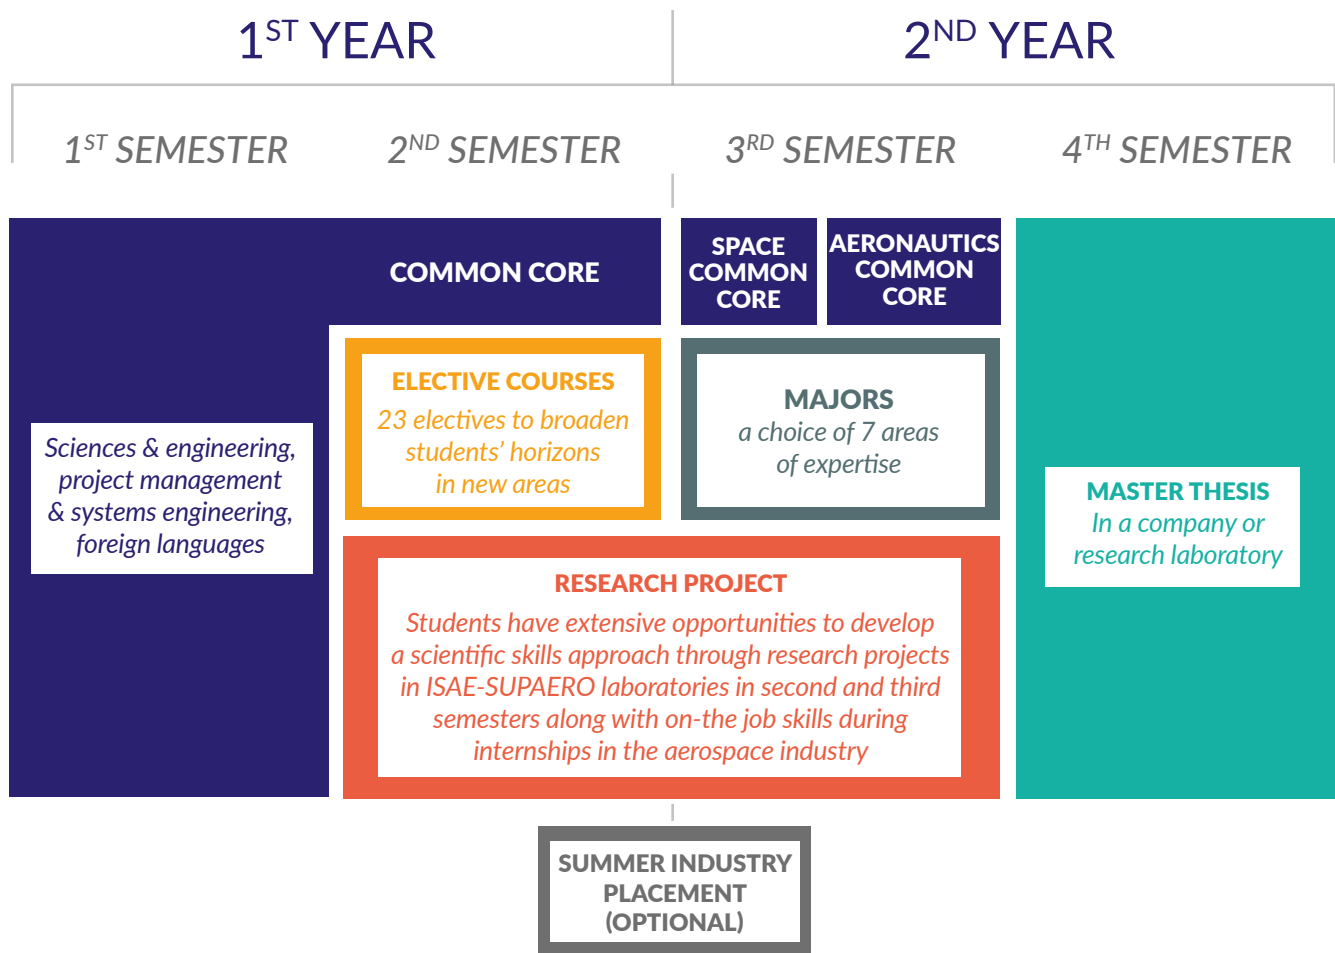 1ST YEAR
2ND YEAR
1ST SEMESTER
2ND SEMESTER
3RD SEMESTER
4TH SEMESTER
COMMON CORE
SPACE
COMMON
CORE
AERONAUTICS
COMMON
CORE
Sciences & engineering,
project management
& systems engineering,
foreign languages
ELECTIVE COURSES
23 electives to broaden
students’ horizons
in new areas
MAJORS
a choice of 7 areas
of expertise
MASTER THESIS
In a company or
research laboratory
RESEARCH PROJECT
Students have extensive opportunities to develop
a scientific skills approach through research projects
in ISAE-SUPAERO laboratories in second and third
semesters along with on-the job skills during
internships in the aerospace industry
SUMMER INDUSTRY
PLACEMENT
(OPTIONAL)